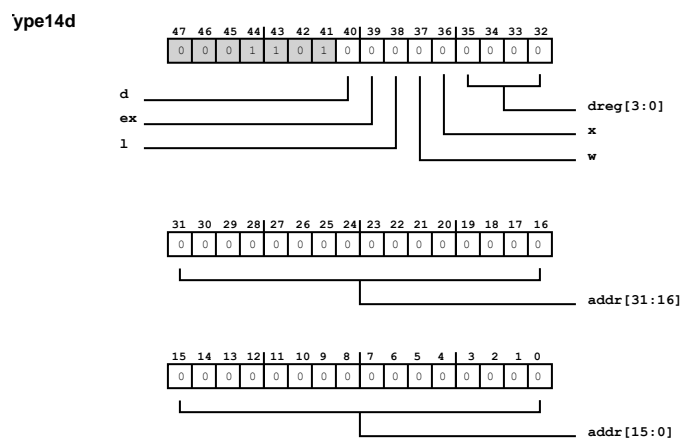 ype14d
47 46 45 44 43 42 41 40 39 38 37 36 35 34 33 32
0 0 0 1 1 0 1 0 0 0 0 0 0 0 0 0
d
dreg[3:0]
ex
x
l
w
31 30 29 28 27 26 25 24 23 22 21 20 19 18 17 16
0 0 0 0 0 0 0 0 0 0 0 0 0 0 0 0
addr[31:16]
15 14 13 12 11 10 9 8 7 6 5 4 3 2 1 0
0 0 0 0 0 0 0 0 0 0 0 0 0 0 0 0
addr[15:0]